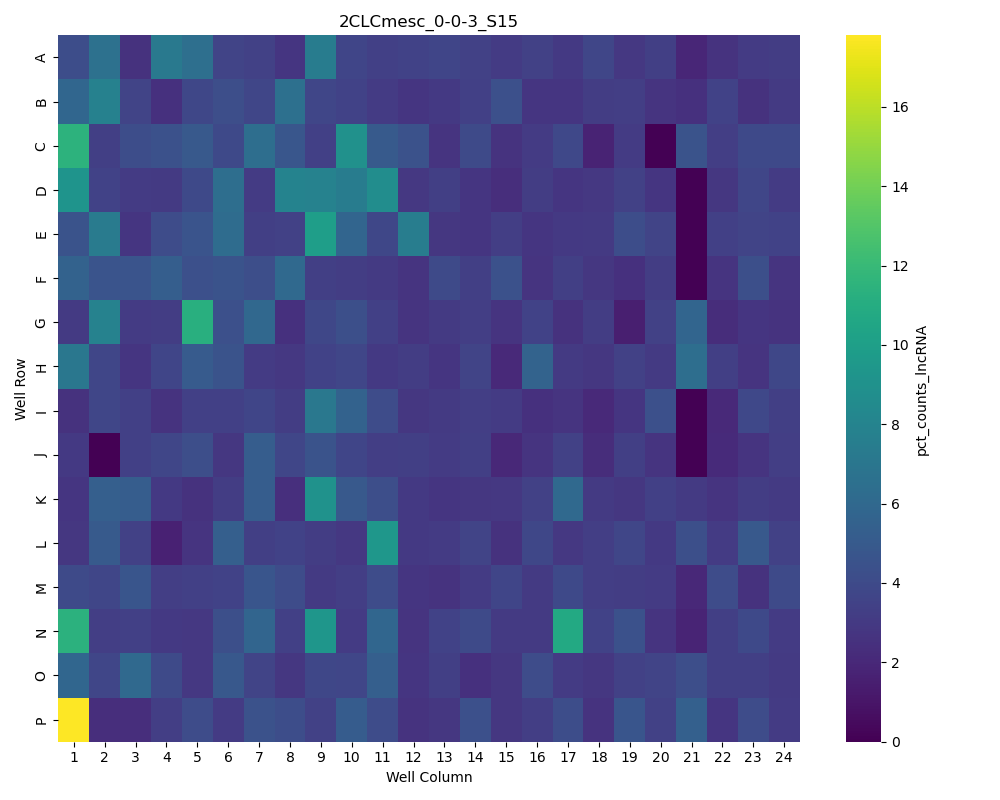 2CLCmesc_0-0-3_S15
A
B
C
D
E
F
G
H
I
J
K
L
M
N
O
P
Well Row
1 2 3 4 5 6 7 8 9 10 11 12 13 14 15 16 17 18 19 20 21 22 23 24
Well Column
16
14
12
10
8
6
4
2
0
pct_counts_lncRNA